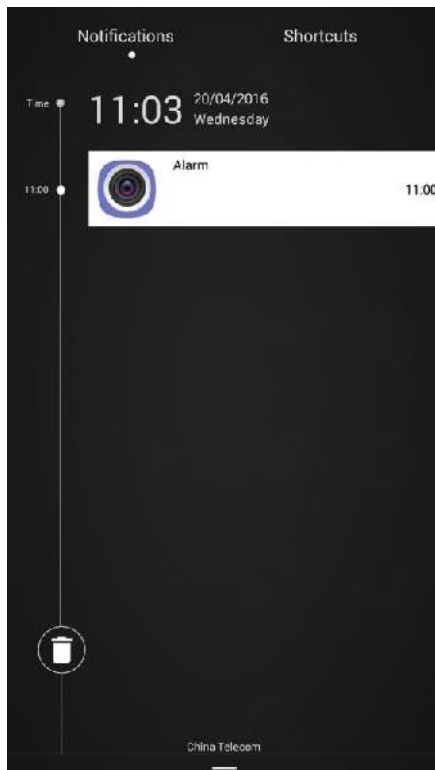 Notifications
Shortcuts
Time
11:03
20/04/2016
Wednesday
Alarm
11:00
11:00
China Telecom